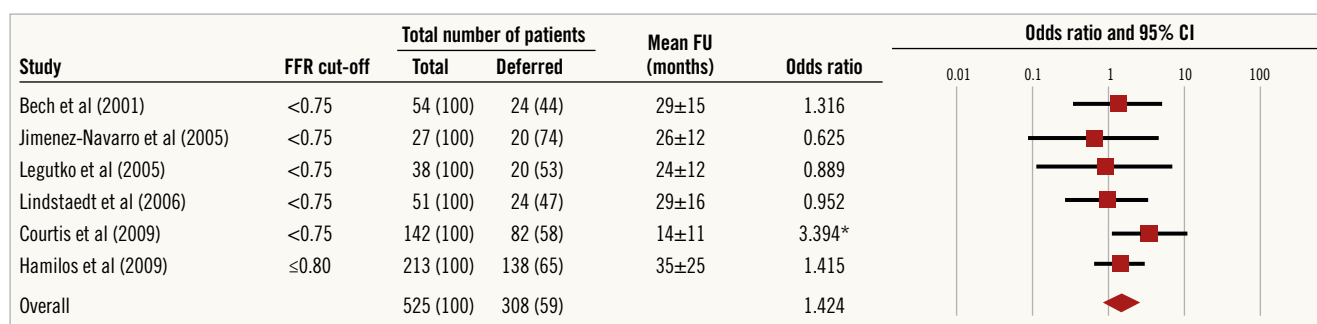 Total number of patients Mean FU (months) Odds ratio and 95% CI
Study FFR cut-off Total Deferred Odds ratio 0.01 0.1 1 10 100
Bech et al (2001) <0.75 54 (100) 24 (44) 29±15 1.316
Jimenez-Navarro et al (2005) <0.75 27 (100) 20 (74) 26±12 0.625
Legutko et al (2005) <0.75 38 (100) 20 (53) 24±12 0.889
Lindstaedt et al (2006) <0.75 51 (100) 24 (47) 29±16 0.952
Courtis et al (2009) <0.75 142 (100) 82 (58) 14±11 3.394*
Hamilos et al (2009) ≤0.80 213 (100) 138 (65) 35±25 1.415
Overall 525 (100) 308 (59) 1.424